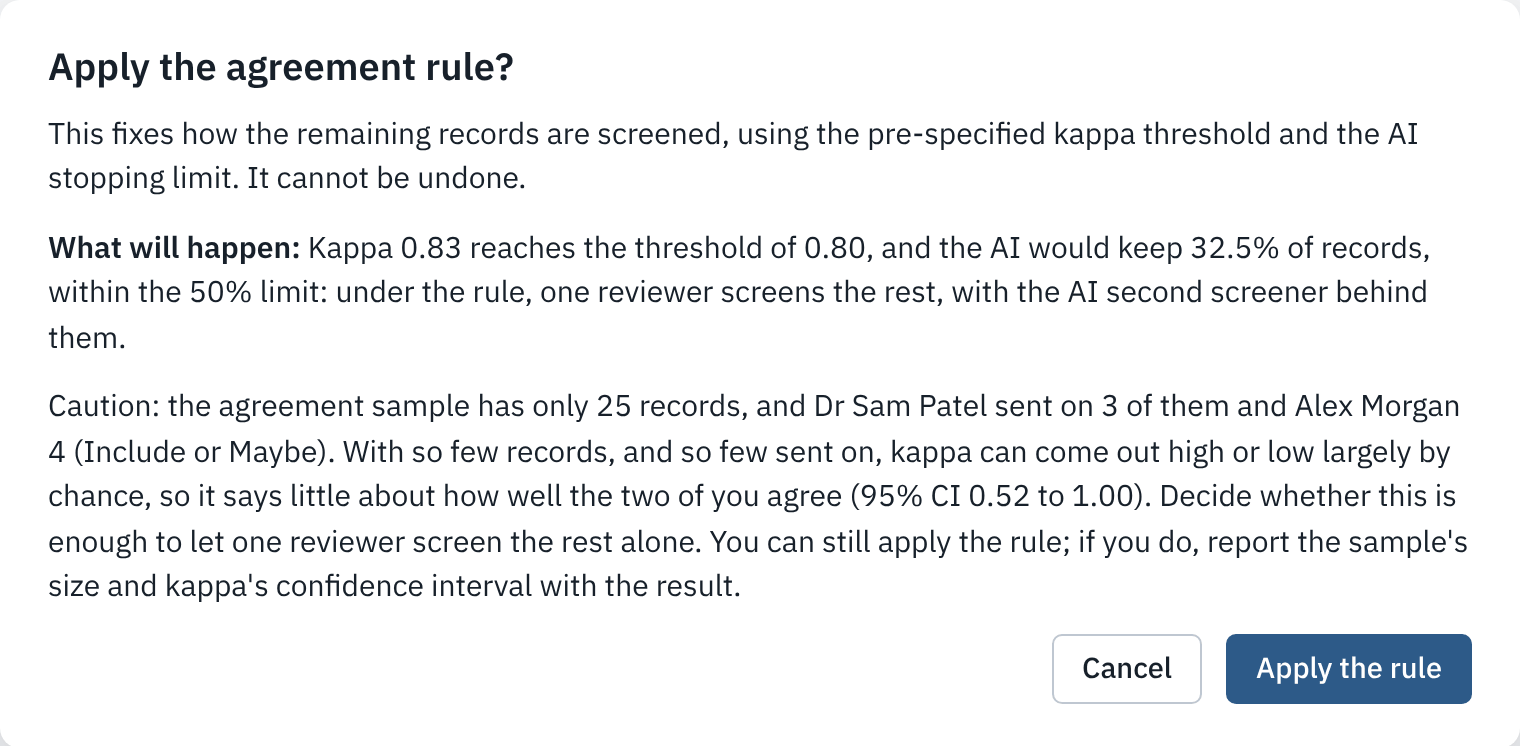 Apply the agreement rule?
This fixes how the remaining records are screened, using the pre-specified kappa threshold and the AI
stopping limit. It cannot be undone.
What will happen: Kappa 0.83 reaches the threshold of 0.80, and the AI would keep 32.5% of records,
within the 50% limit: under the rule, one reviewer screens the rest, with the AI second screener behind
them.
Caution: the agreement sample has only 25 records, and Dr Sam Patel sent on 3 of them and Alex Morgan
4 (Include or Maybe). With so few records, and so few sent on, kappa can come out high or low largely by
chance, so it says little about how well the two of you agree (95% CI 0.52 to 1.00). Decide whether this is
enough to let one reviewer screen the rest alone. You can still apply the rule; if you do, report the sample's
size and kappa's confidence interval with the result.
Cancel
Apply the rule